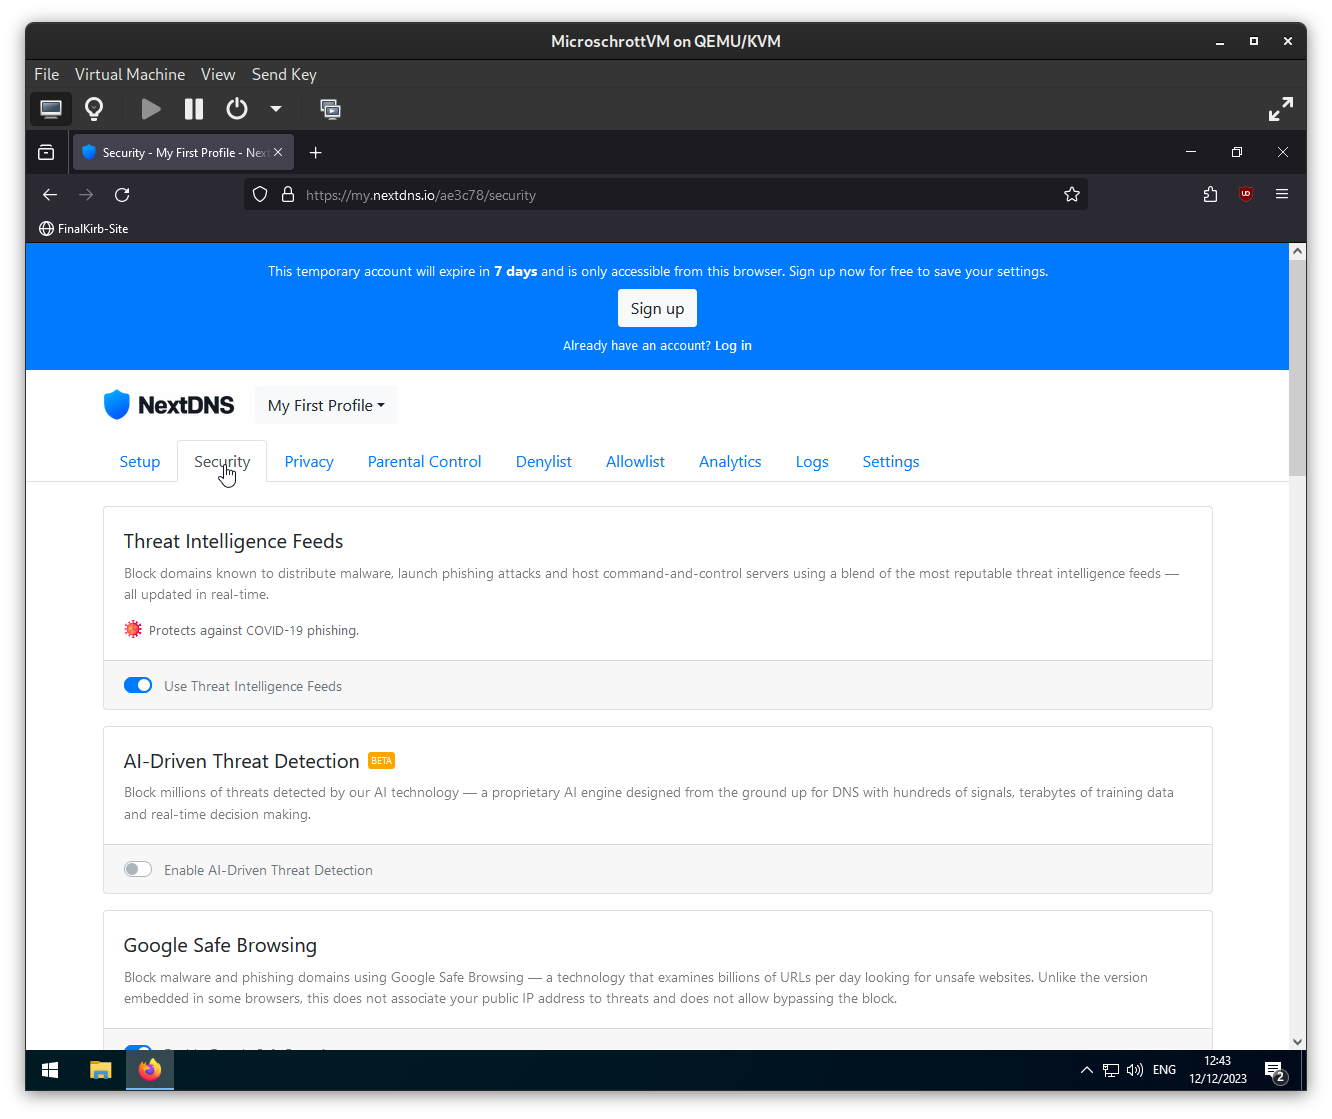 MicroschrottVM on QEMU/KVM
File Virtual Machine View Send Key
Security - My First Profile - Nex
https://my.nextdns.io/ae3c78/security
FinalKirb-Site
This temporary account will expire in 7 days and is only accessible from this browser. Sign up now for free to save your settings.
Sign up
Already have an account? Log in
NextDNS My First Profile
Setup Security Privacy Parental Control Denylist Allowlist Analytics Logs Settings
Threat Intelligence Feeds
Block domains known to distribute malware, launch phishing attacks and host command-and-control servers using a blend of the most reputable threat intelligence feeds —
all updated in real-time.
Protects against COVID-19 phishing.
Use Threat Intelligence Feeds
AI-Driven Threat Detection BETA
Block millions of threats detected by our AI technology — a proprietary AI engine designed from the ground up for DNS with hundreds of signals, terabytes of training data
and real-time decision making.
Enable AI-Driven Threat Detection
Google Safe Browsing
Block malware and phishing domains using Google Safe Browsing — a technology that examines billions of URLs per day looking for unsafe websites. Unlike the version
embedded in some browsers, this does not associate your public IP address to threats and does not allow bypassing the block.
ENG
12:43
12/12/2023
2